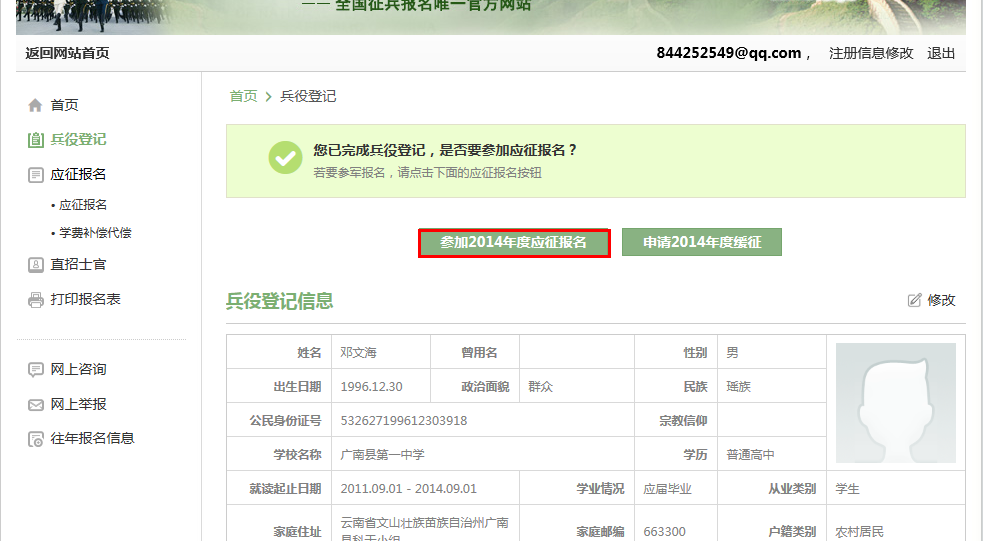 —— 全国征兵报名唯一官方网站
返回网站首页 844252549@qq.com， 注册信息修改 退出
首页
兵役登记
应征报名
• 应征报名
• 学费补偿代偿
直招士官
打印报名表
网上咨询
网上举报
往年报名信息
首页 > 兵役登记
您已完成兵役登记，是否要参加应征报名？
若要参军报名，请点击下面的应征报名按钮
参加2014年度应征报名 申请2014年度缓征
兵役登记信息 修改
姓名 邓文海 曾用名 性别 男
出生日期 1996.12.30 政治面貌 群众 民族 瑶族
公民身份证号 532627199612303918 宗教信仰
学校名称 广南县第一中学 学历 普通高中
就读起止日期 2011.09.01 - 2014.09.01 学业情况 应届毕业 从业类别 学生
家庭住址 云南省文山壮族苗族自治州广南 家庭邮编 663300 户籍类别 农村居民